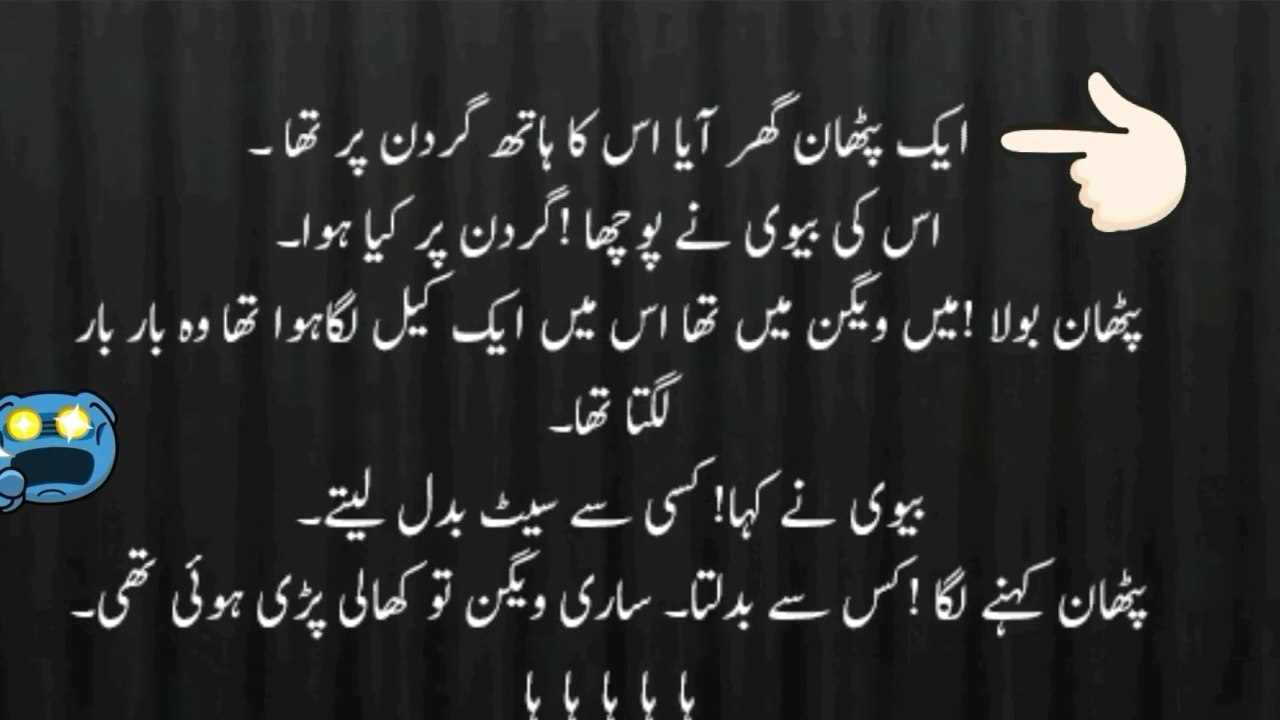 ایک پٹھان گھر آیا اس کا ہاتھ گردن پر تھا ۔
اس کی بیوی نے پوچھا !گردن پر کیا ہوا۔
پٹھان بولا !میں ویگن میں تھا اس میں ایک کیل لگاہوا تھا وہ بار بار
لگتا تھا۔
بیوی نے کہا! کسی سے سیٹ بدل لیتے۔
پٹھان کہنے لگا !کس سے بدلتا۔ ساری ویگن تو کھالی پڑی ہوئی تھی۔
ہا ہا ہا ہا ہا